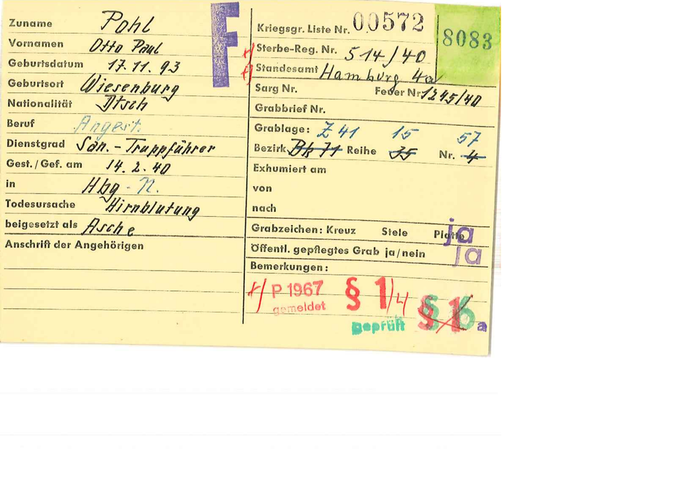 Zuname Pohl
Vornamen Otto Paul
Geburtsdatum 17.11.93
Geburtsort Wiesenburg
Nationalität Dtsch
Beruf Angest.
Dienstgrad San.-Truppführer
Gest./Gef. am 14.2.40
in Hbg - N.
Todesursache Hirnblutung
beigesetzt als Asche
Anschrift der Angehörigen
F
Kriegsgr. Liste Nr. 00572
8083
Sterbe-Reg. Nr. 514/40
Standesamt Hamburg 4a
Sarg Nr. Feuer Nr. 1245/40
Grabbrief Nr.
Grablage: Z 41 15 57
Bezirk Bk 71 Reihe 35 Nr. 4
Exhumiert am
von
nach
Grabzeichen: Kreuz Stele Platte ja
Öffentl. gepflegtes Grab ja/nein ja
Bemerkungen:
P 1967 § 1/4
gemeldet
geprüft § 1 a